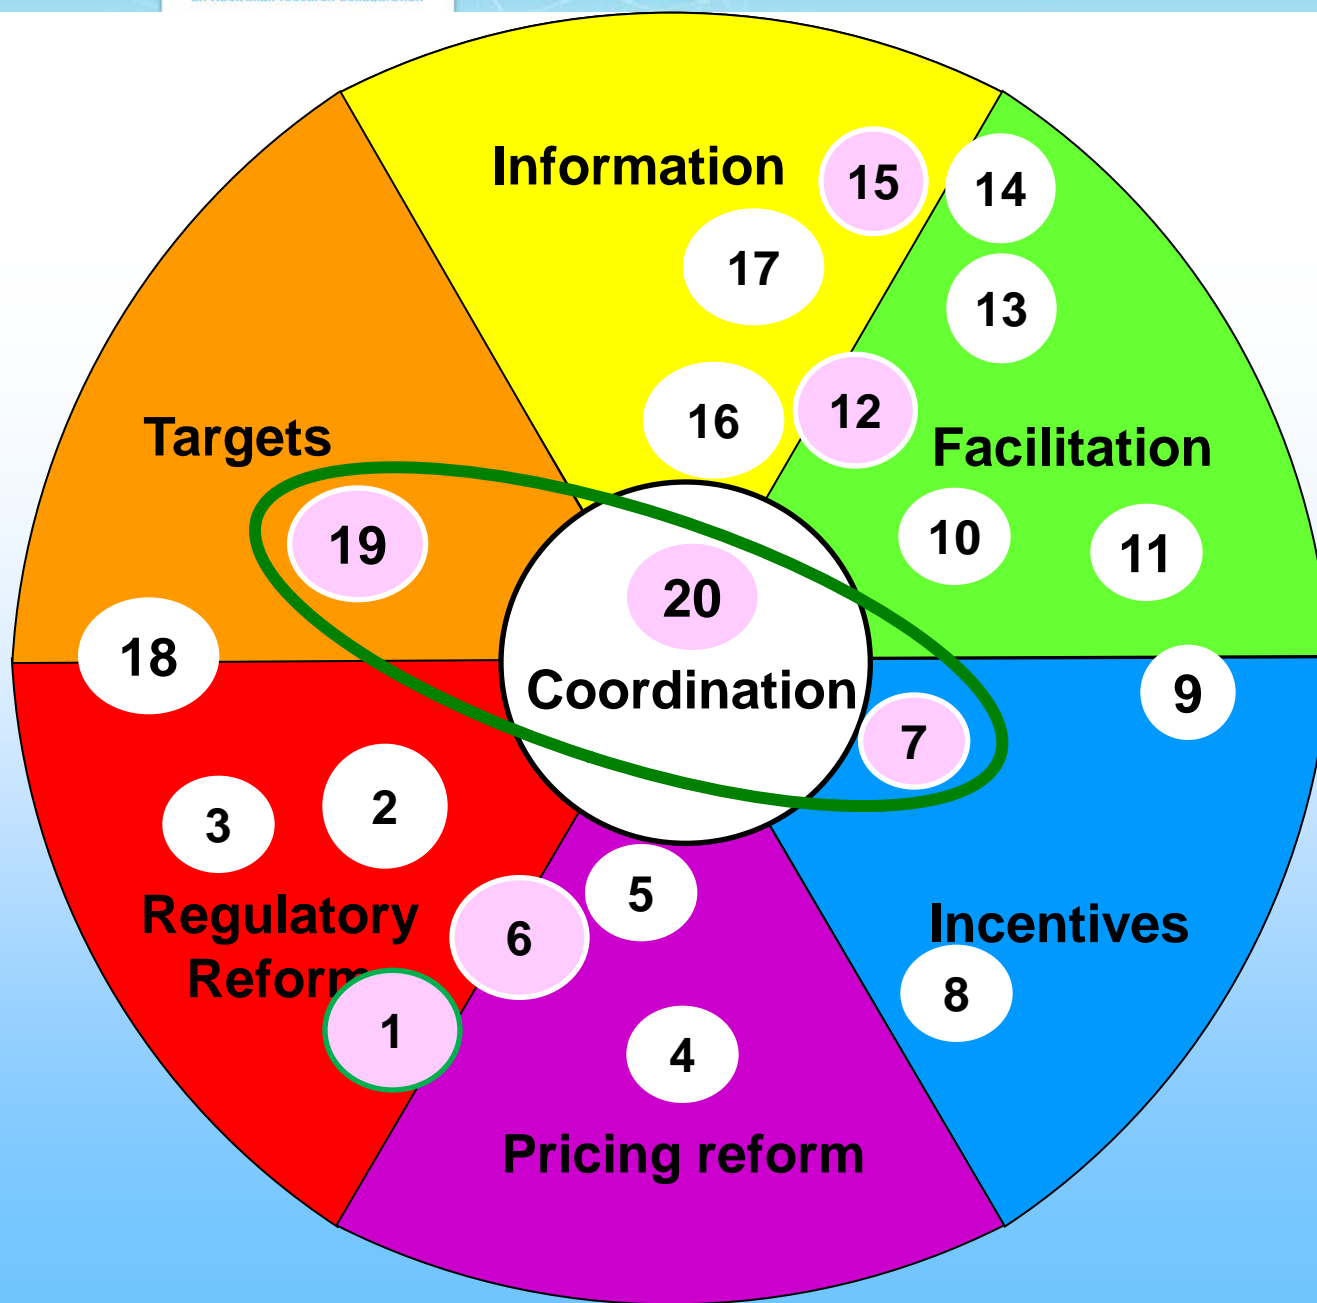 Information
15
14
17
13
16
12
Targets
Facilitation
19
10
11
20
18
Coordination
9
7
3
2
5
Regulatory
Reform
6
Incentives
8
1
4
Pricing reform